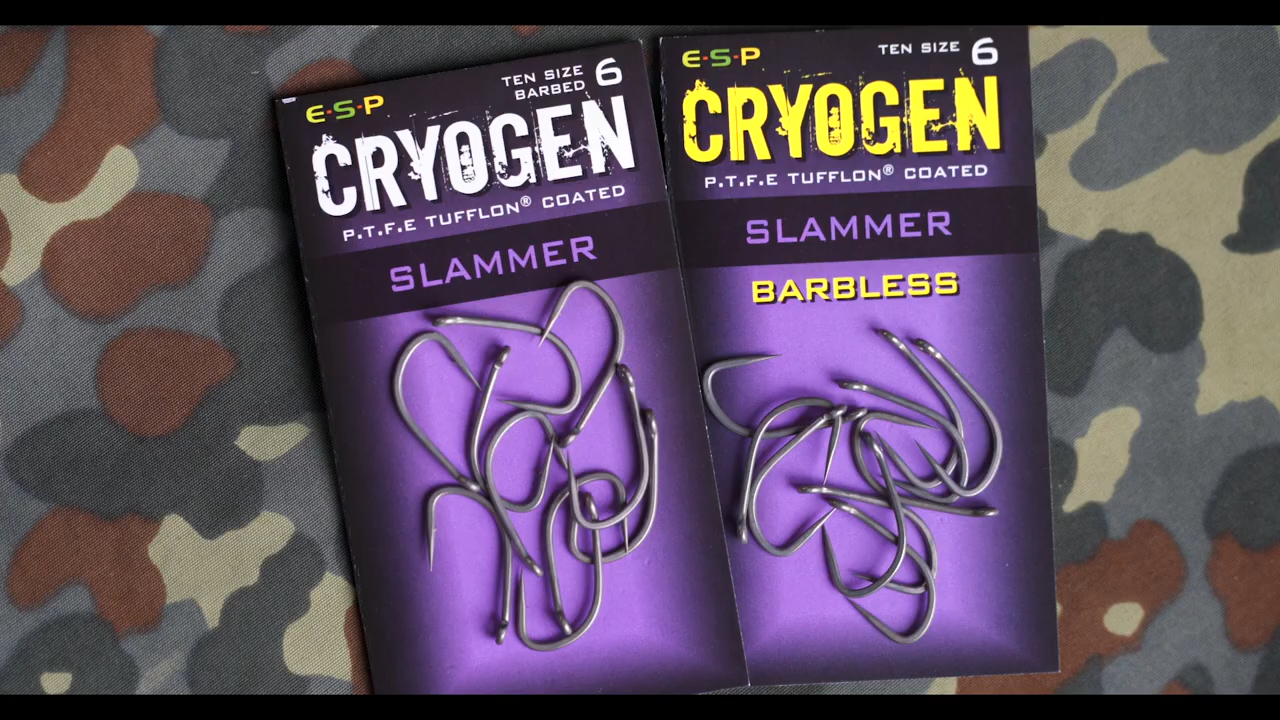 E-S-P
TEN SIZE 6
BARBED
CRYOGEN
P.T.F.E TUFFLON® COATED
SLAMMER
E-S-P
TEN SIZE 6
CRYOGEN
P.T.F.E TUFFLON® COATED
SLAMMER
BARBLESS